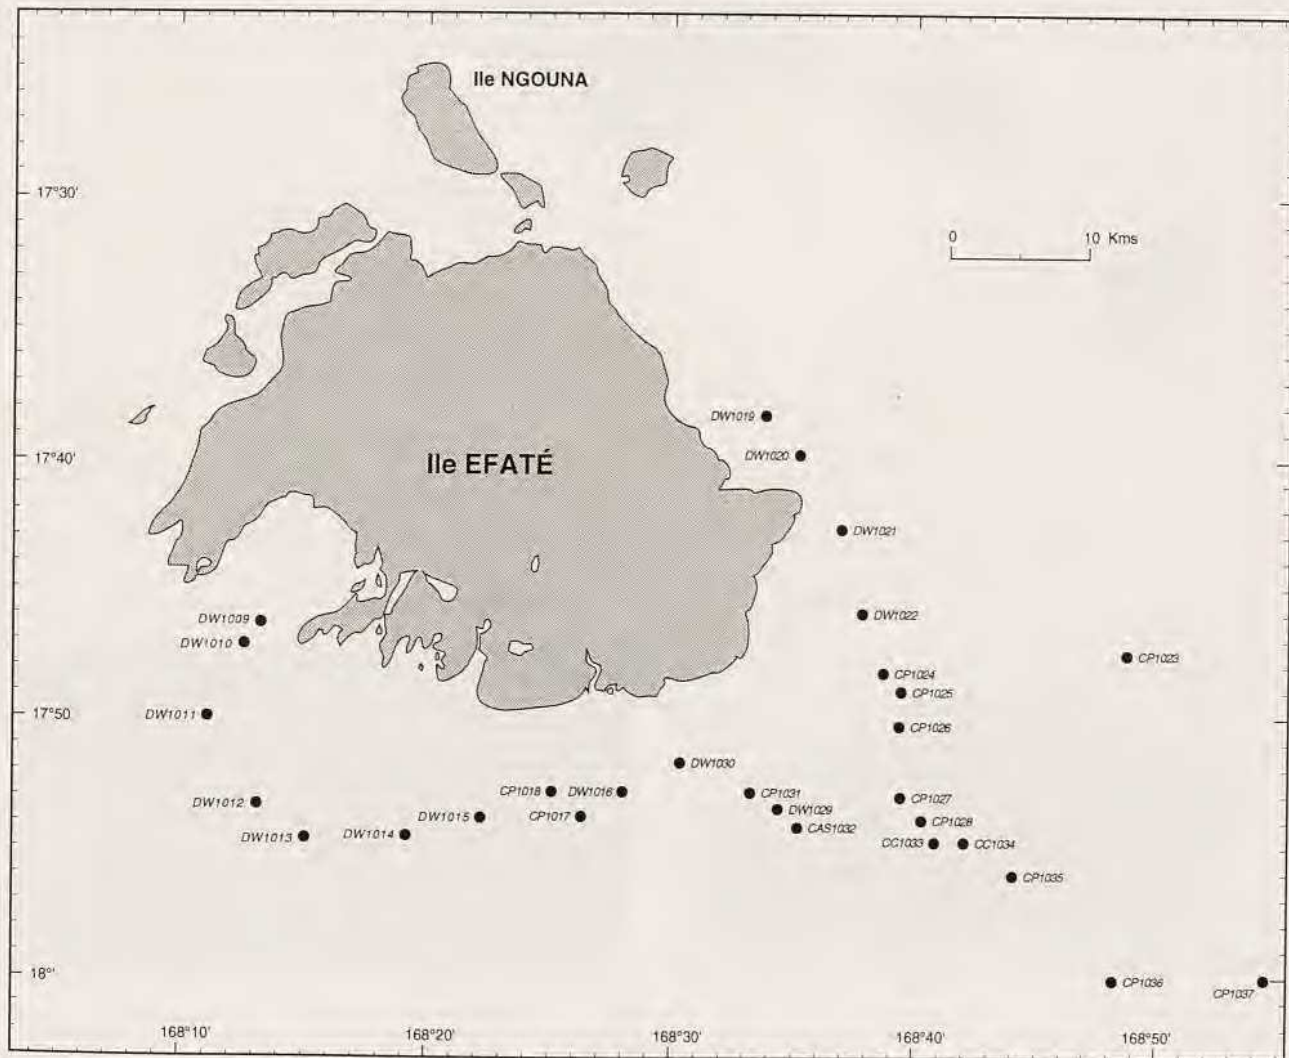 Ile NGOUNA
17°30'
0 10 Kms
DW1019
17°40'
Ile EFATÉ
DW1020
DW1021
DW1009
DW1022
DW1010
CP1023
CP1024
CP1025
17°50
DW1011
CP1026
DW1030
CP1018
DW1016
CP1031
CP1027
DW1012
DW1029
DW1015
CP1017
CP1028
DW1013
DW1014
CAS1032
CC1033
CC1034
CP1035
18°'
CP1036
CP1037
168°10'
168°20'
168°30'
168°40'
168°50'